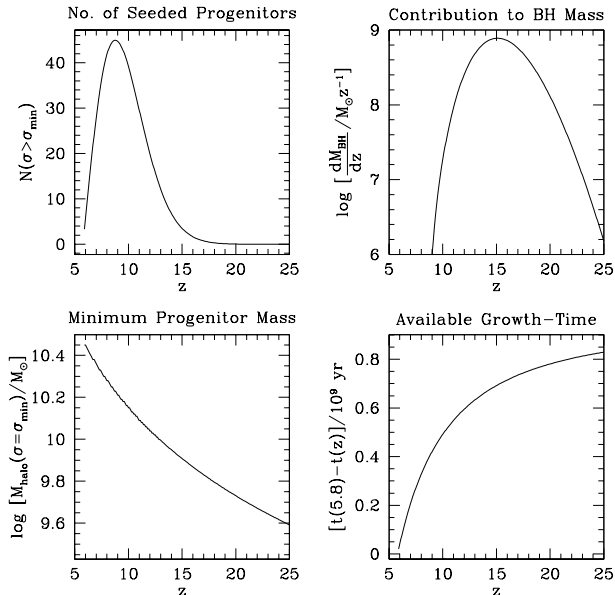 No. of Seeded Progenitors
N(σ>σmin)
40
30
20
10
0
5 10 15 20 25
z
Contribution to BH Mass
log [dMBH/dz /M⊙z−1]
9
8
7
6
5 10 15 20 25
z
Minimum Progenitor Mass
log [Mhalo(σ=σmin)/M⊙]
10.4
10.2
10
9.8
9.6
5 10 15 20 25
z
Available Growth−Time
[t(5.8)−t(z)]/10⁹ yr
0.8
0.6
0.4
0.2
0
5 10 15 20 25
z